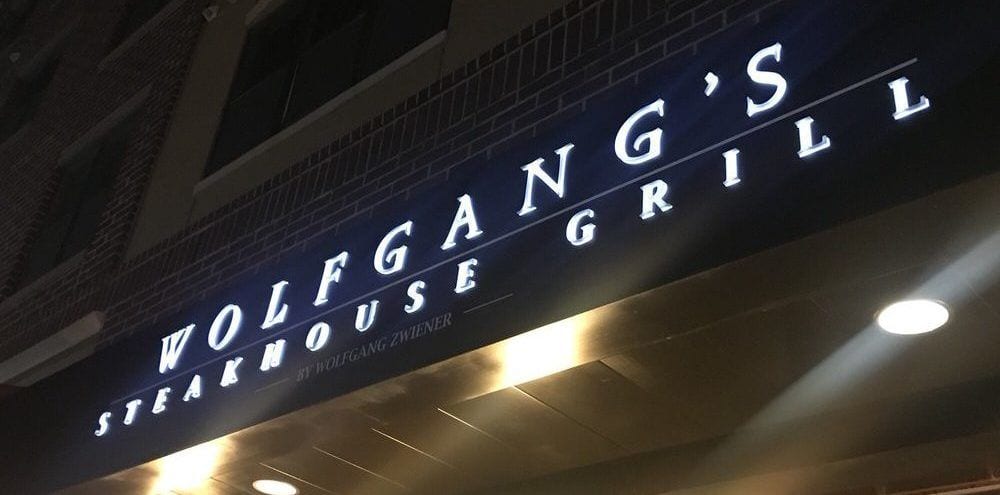 WOLFGANG'S
STEAKHOUSE GRILL
BY WOLFGANG ZWIENER